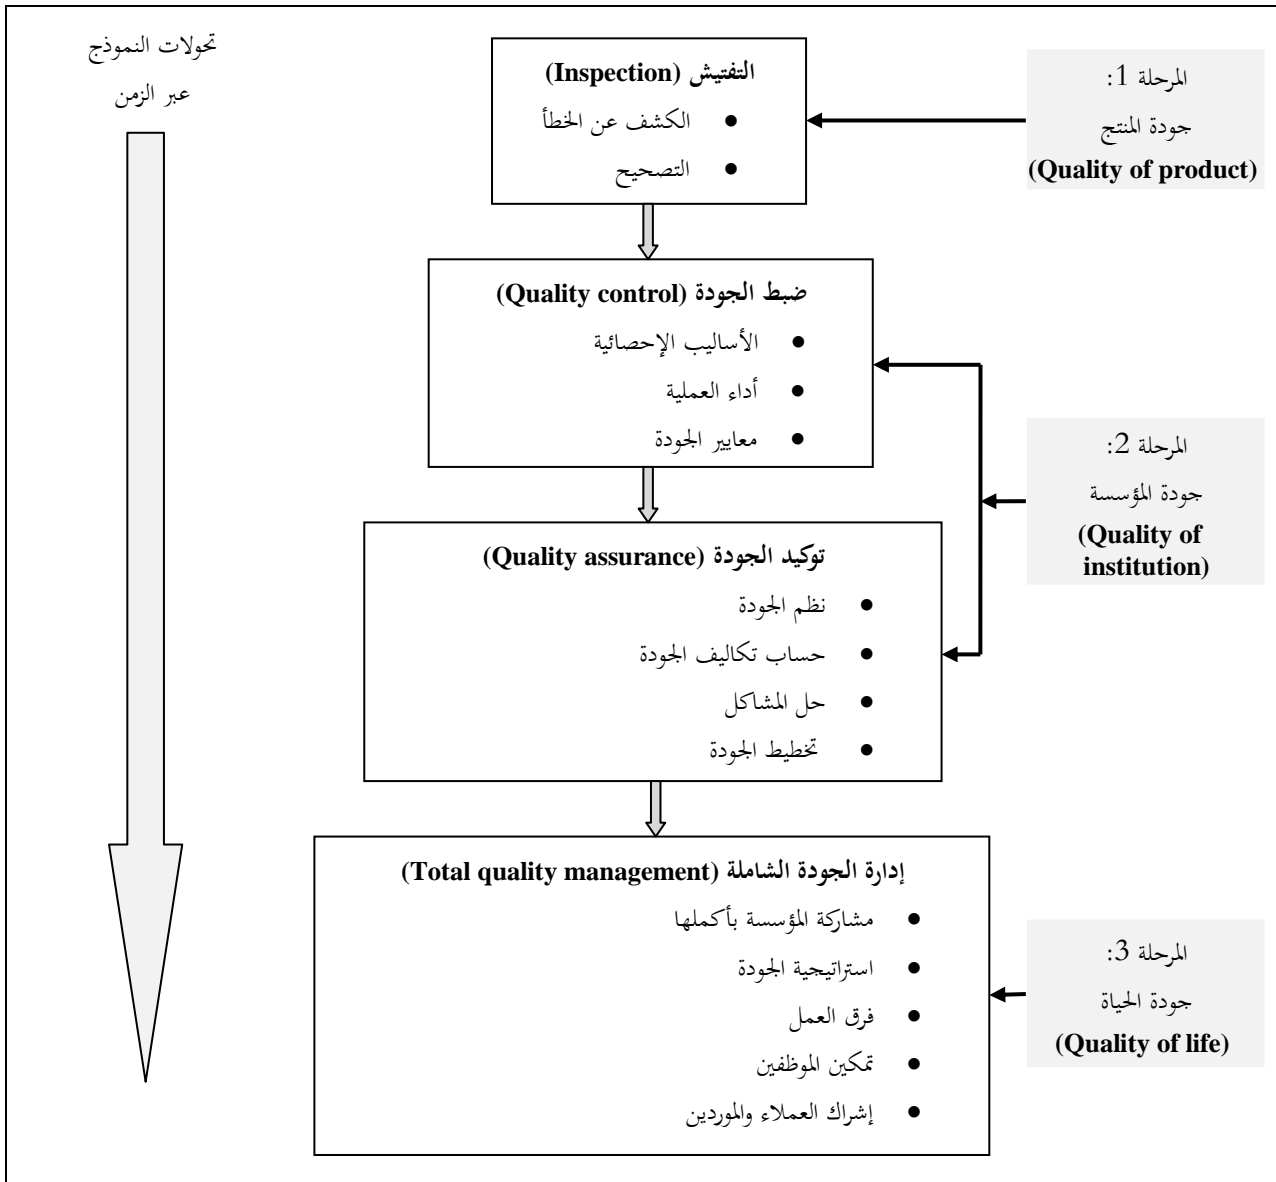 تحولات النموذج
عبر الزمن
التفتيش (Inspection)
● الكشف عن الخطأ
● التصحيح
المرحلة 1:
جودة المنتج
(Quality of product)
ضبط الجودة (Quality control)
● الأساليب الإحصائية
● أداء العملية
● معايير الجودة
المرحلة 2:
جودة المؤسسة
(Quality of
institution)
توكيد الجودة (Quality assurance)
● نظم الجودة
● حساب تكاليف الجودة
● حل المشاكل
● تخطيط الجودة
إدارة الجودة الشاملة (Total quality management)
● مشاركة المؤسسة بأكملها
● استراتيجية الجودة
● فرق العمل
● تمكين الموظفين
● إشراك العملاء والموردين
المرحلة 3:
جودة الحياة
(Quality of life)